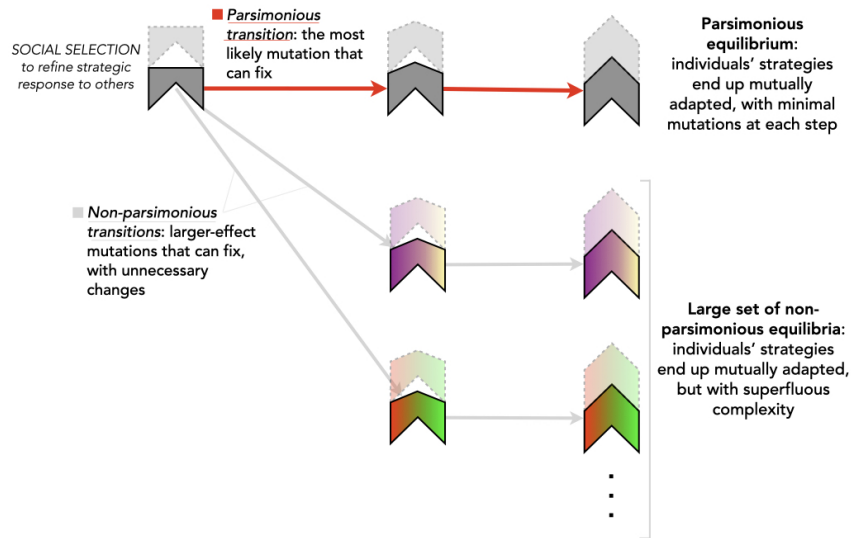 SOCIAL SELECTION
to refine strategic
response to others
Parsimonious
transition: the most
likely mutation that
can fix
Parsimonious
equilibrium:
individuals’ strategies
end up mutually
adapted, with minimal
mutations at each step
Non-parsimonious
transitions: larger-effect
mutations that can fix,
with unnecessary
changes
Large set of non-
parsimonious equilibria:
individuals’ strategies
end up mutually adapted,
but with superfluous
complexity